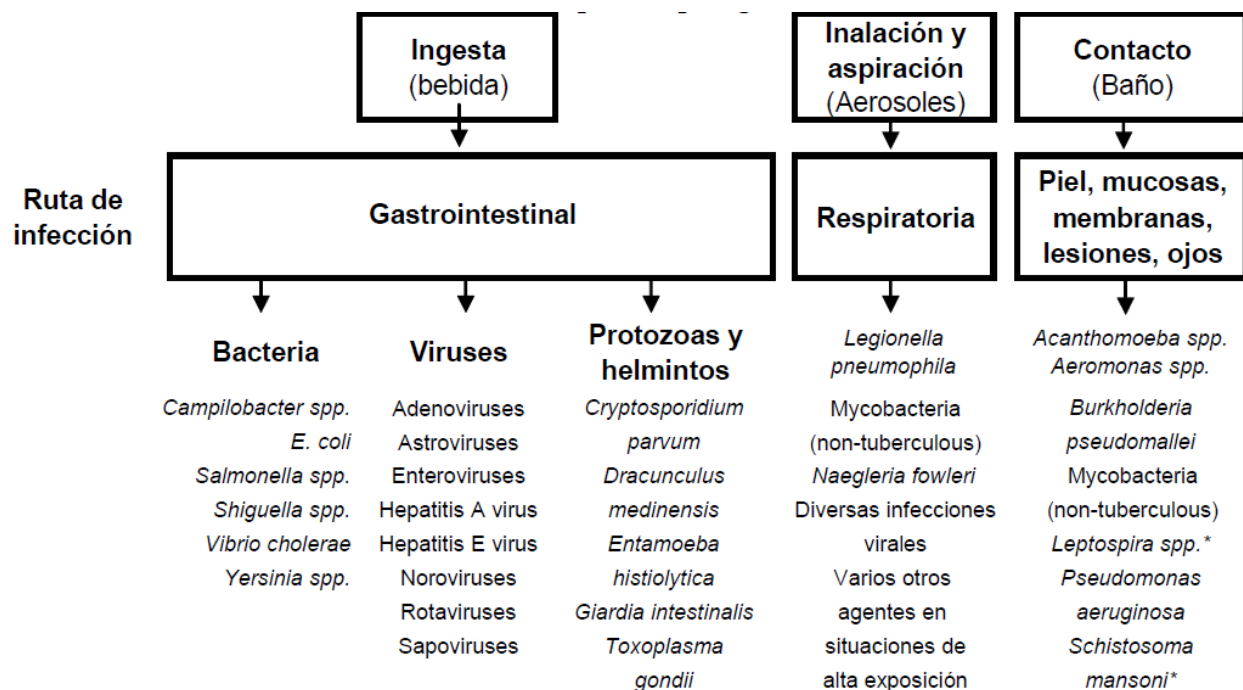 Ingesta
(bebida)
Inalación y
aspiración
(Aerosoles)
Contacto
(Baño)
Ruta de
infección
Gastrointestinal
Respiratoria
Piel, mucosas,
membranas,
lesiones, ojos
Bacteria
Campilobacter spp.
E. coli
Salmonella spp.
Shiguella spp.
Vibrio cholerae
Yersinia spp.
Viruses
Adenoviruses
Astroviruses
Enteroviruses
Hepatitis A virus
Hepatitis E virus
Noroviruses
Rotaviruses
Sapoviruses
Protozoas y
helmintos
Cryptosporidium
parvum
Dracunculus
medinensis
Entamoeba
histiolytica
Giardia intestinalis
Toxoplasma
gondii
Legionella
pneumophila
Mycobacteria
(non-tuberculous)
Naegleria fowleri
Diversas infecciones
virales
Varios otros
agentes en
situaciones de
alta exposición
Acanthomoeba spp.
Aeromonas spp.
Burkholderia
pseudomallei
Mycobacteria
(non-tuberculous)
Leptospira spp.*
Pseudomonas
aeruginosa
Schistosoma
mansoni*